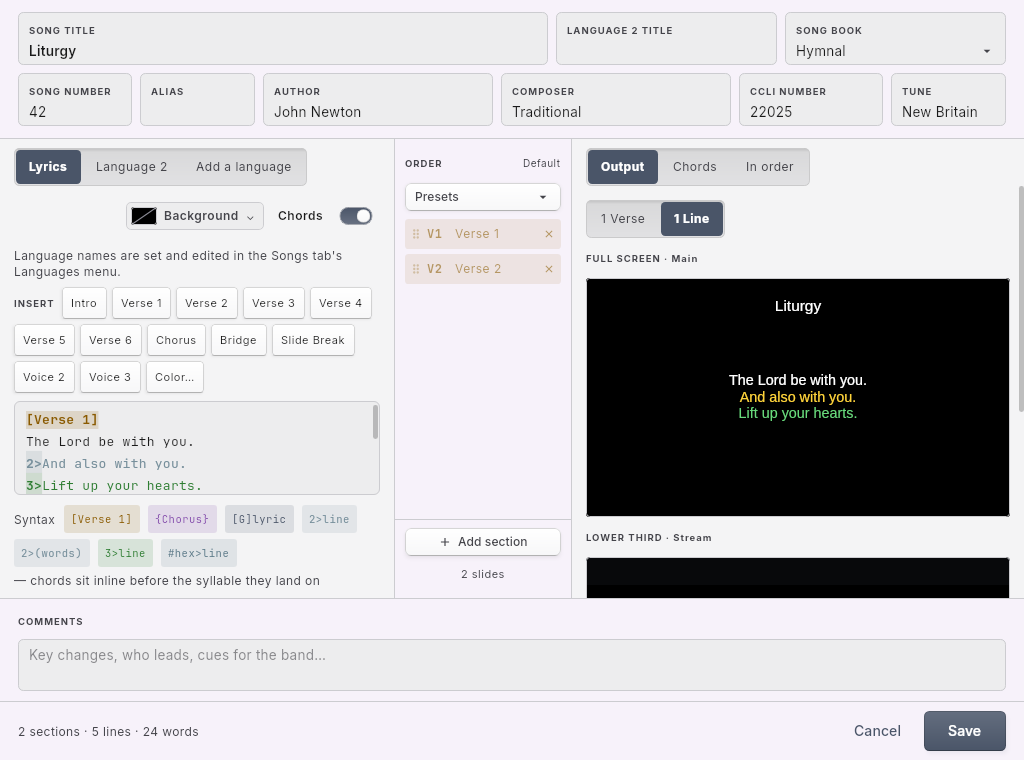 SONG TITLE
Liturgy
LANGUAGE 2 TITLE
SONG BOOK
Hymnal
SONG NUMBER
42
ALIAS
AUTHOR
John Newton
COMPOSER
Traditional
CCLI NUMBER
22025
TUNE
New Britain
Lyrics
Language 2
Add a language
Background
Chords
Language names are set and edited in the Songs tab's
Languages menu.
INSERT
Intro
Verse 1
Verse 2
Verse 3
Verse 4
Verse 5
Verse 6
Chorus
Bridge
Slide Break
Voice 2
Voice 3
Color...
[Verse 1]
The Lord be with you.
2>And also with you.
3>Lift up your hearts.
Syntax
[Verse 1]
{Chorus}
[G]lyric
2>line
2>(words)
3>line
#hex>line
— chords sit inline before the syllable they land on
ORDER
Default
Presets
V1 Verse 1 ×
V2 Verse 2 ×
+ Add section
2 slides
Output
Chords
In order
1 Verse
1 Line
FULL SCREEN · Main
Liturgy
The Lord be with you.
And also with you.
Lift up your hearts.
LOWER THIRD · Stream
COMMENTS
Key changes, who leads, cues for the band...
2 sections · 5 lines · 24 words
Cancel
Save